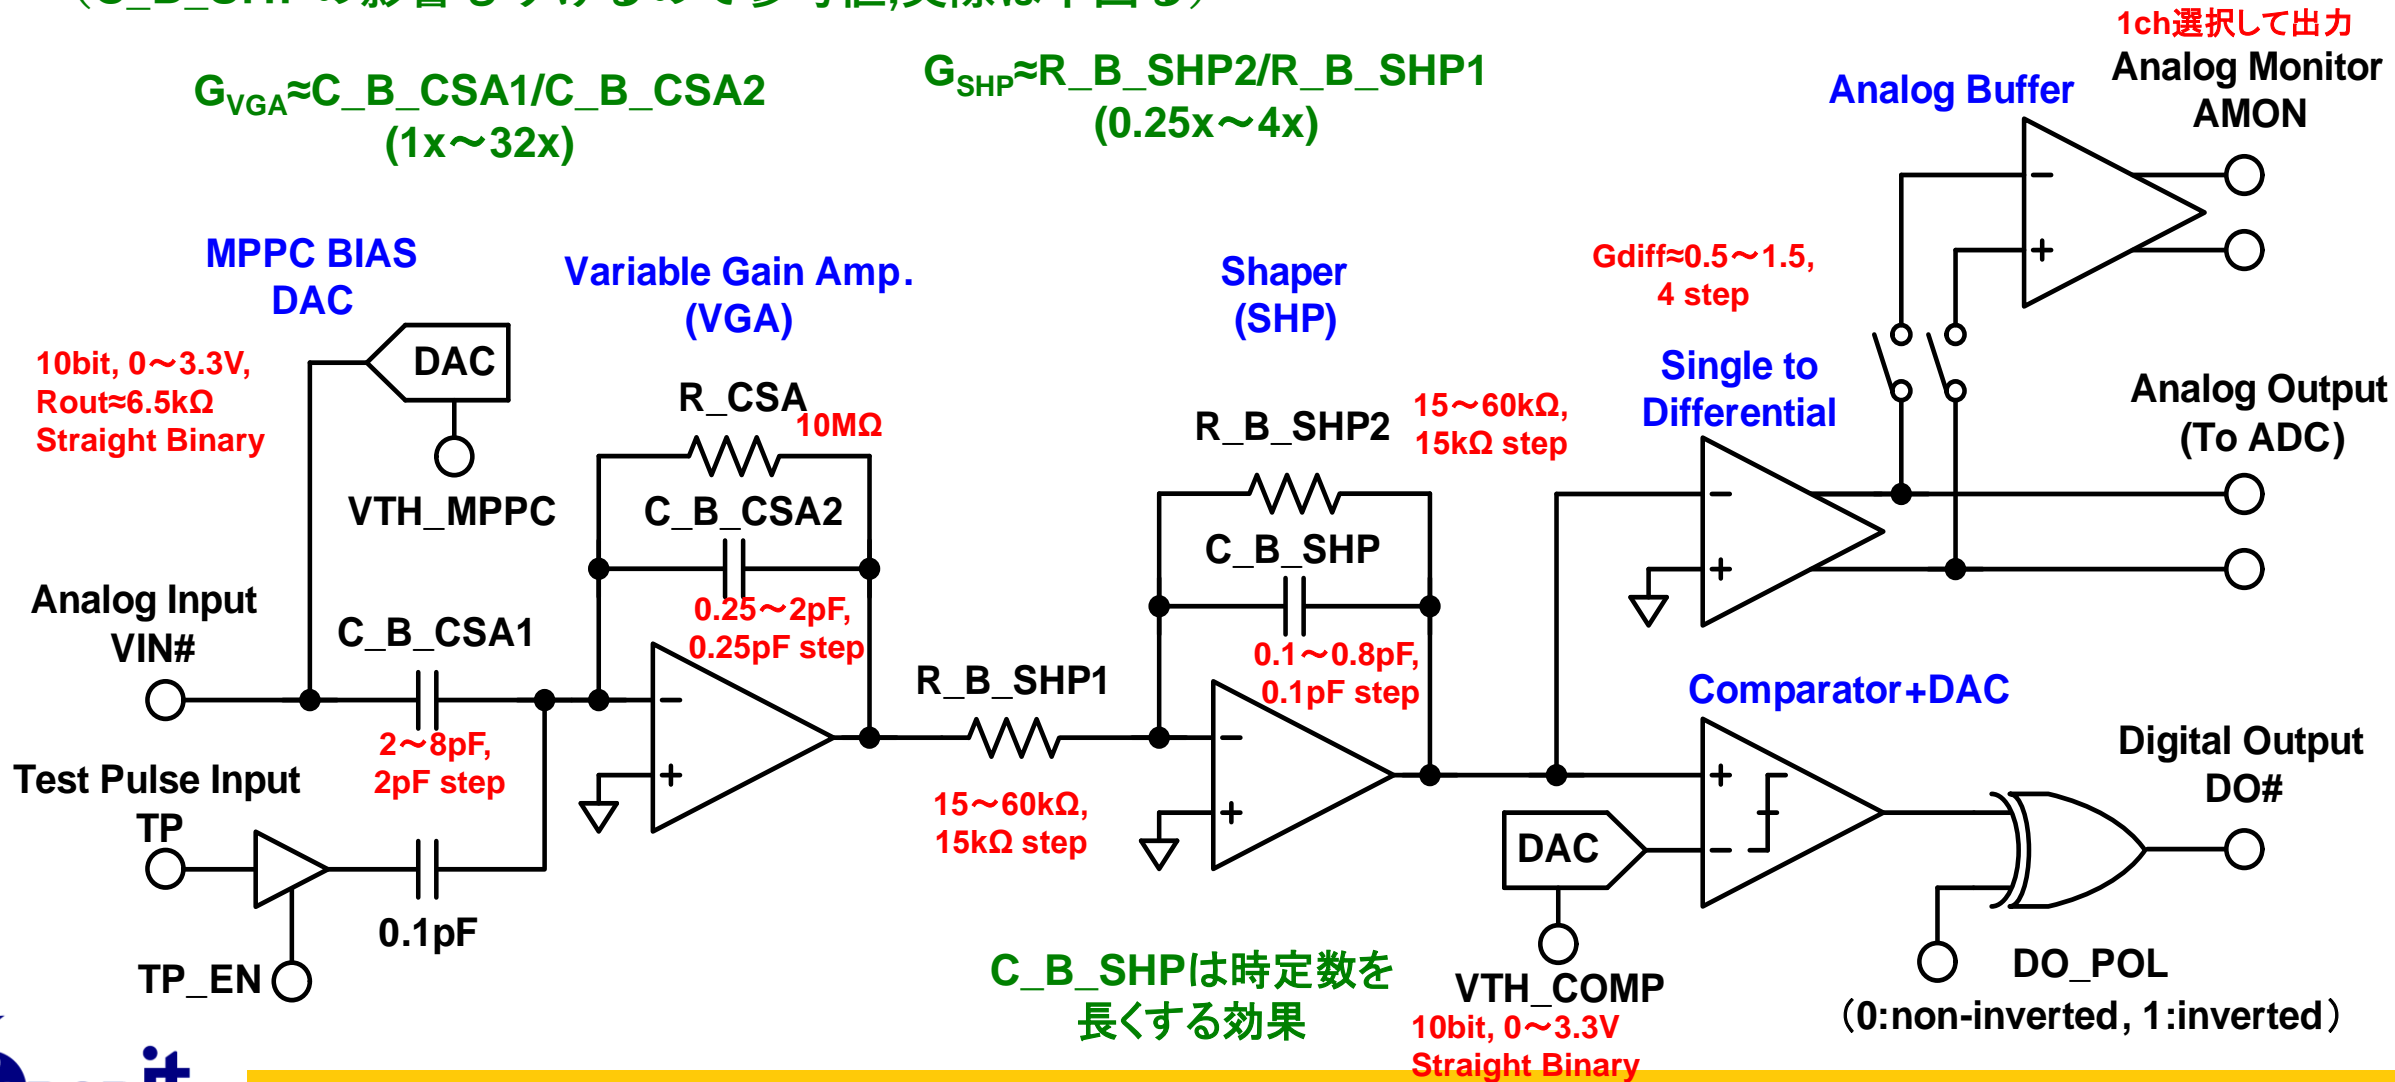 G_VGA≈C_B_CSA1/C_B_CSA2
(1x～32x)
G_SHP≈R_B_SHP2/R_B_SHP1
(0.25x～4x)
1ch選択して出力
Analog Monitor
AMON
Analog Buffer
MPPC BIAS
DAC
10bit, 0～3.3V,
Rout≈6.5kΩ
Straight Binary
DAC
VTH_MPPC
Variable Gain Amp.
(VGA)
R_CSA
10MΩ
C_B_CSA2
0.25～2pF,
0.25pF step
Shaper
(SHP)
R_B_SHP2
15～60kΩ,
15kΩ step
C_B_SHP
0.1～0.8pF,
0.1pF step
Gdiff≈0.5～1.5,
4 step
Single to
Differential
Analog Output
(To ADC)
Analog Input
VIN#
C_B_CSA1
2～8pF,
2pF step
Test Pulse Input
TP
TP_EN
0.1pF
R_B_SHP1
15～60kΩ,
15kΩ step
Comparator+DAC
DAC
VTH_COMP
10bit, 0～3.3V
Straight Binary
Digital Output
DO#
DO_POL
（0:non-inverted, 1:inverted）
C_B_SHPは時定数を
長くする効果